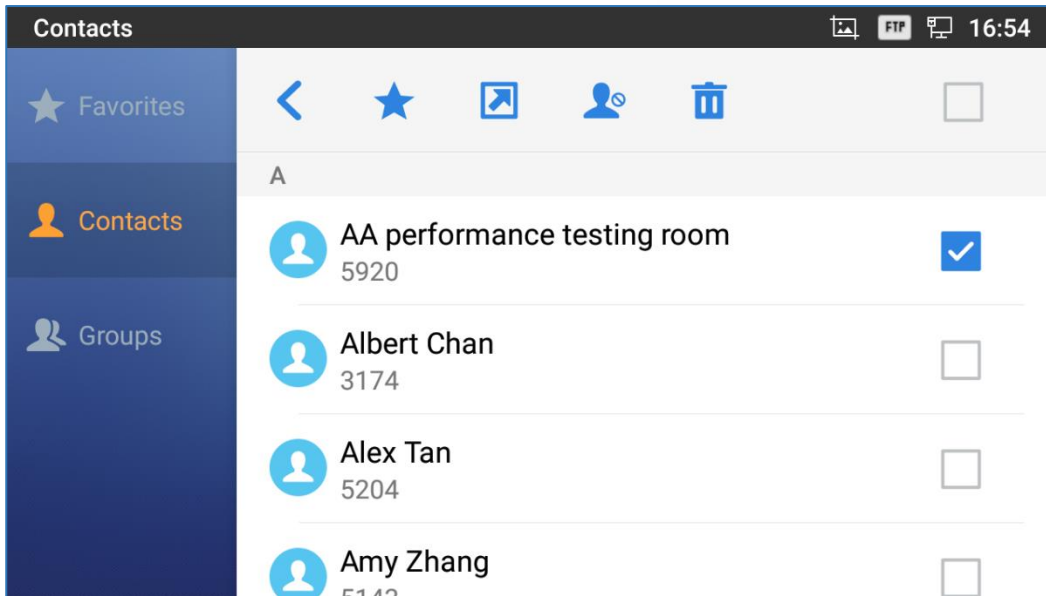 Contacts
FTP
16:54
Favorites
Contacts
Groups
A
AA performance testing room
5920
Albert Chan
3174
Alex Tan
5204
Amy Zhang